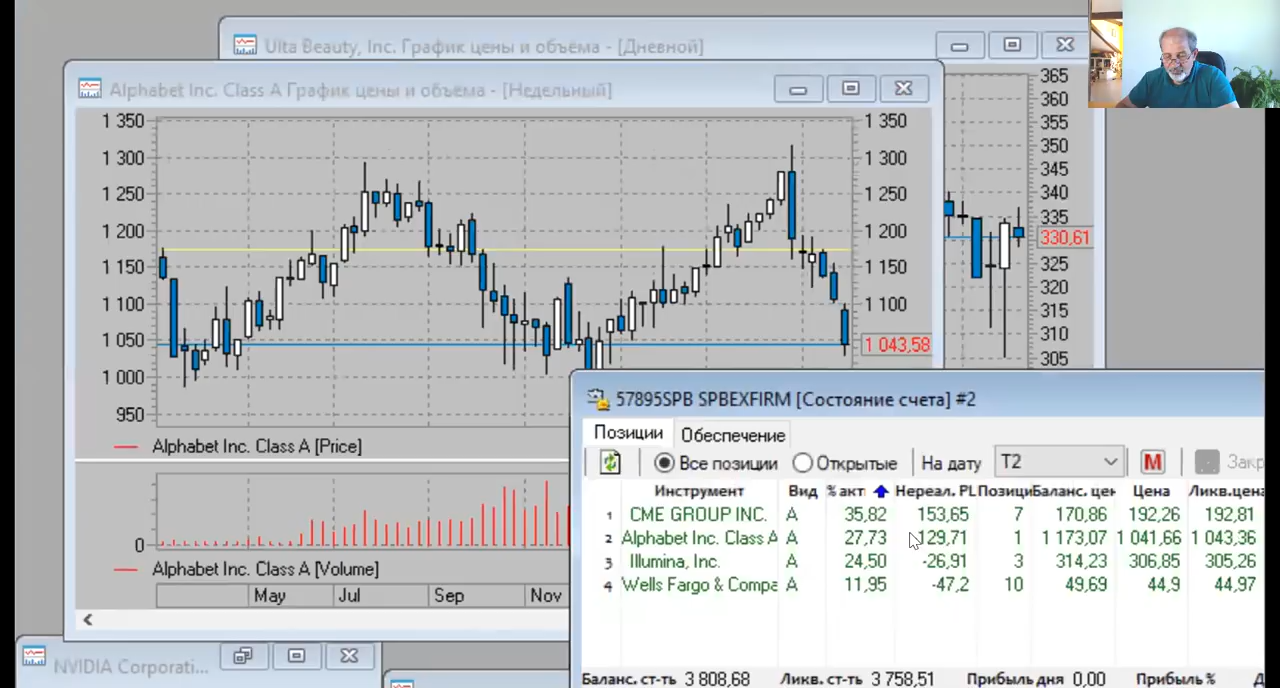 Ulta Beauty, Inc. График цены и объёма - [Дневной]
Alphabet Inc. Class A График цены и объёма - [Недельный]
1 350
1 300
1 250
1 200
1 150
1 100
1 050
1 000
950
1 350
1 300
1 250
1 200
1 150
1 100
1 043,58
365
360
355
350
345
340
335
330,61
325
320
315
310
305
Alphabet Inc. Class A [Price]
0
Alphabet Inc. Class A [Volume]
May Jul Sep Nov
57895SPB SPBEXFIRM [Состояние счета] #2
Позиции Обеспечение
Все позиции Открытые На дату T2 M Закр
Инструмент Вид % акт Нереал. PL Позици Баланс. цен Цена Ликв.цена
1 CME GROUP INC. A 35,82 153,65 7 170,86 192,26 192,81
2 Alphabet Inc. Class A A 27,73 129,71 1 1 173,07 1 041,66 1 043,36
3 Illumina, Inc. A 24,50 -26,91 3 314,23 306,85 305,26
4 Wells Fargo & Compa A 11,95 -47,2 10 49,69 44,9 44,97
Баланс. ст-ть 3 808,68 Ликв. ст-ть 3 758,51 Прибыль дня 0,00 Прибыль %
NVIDIA Corporati...